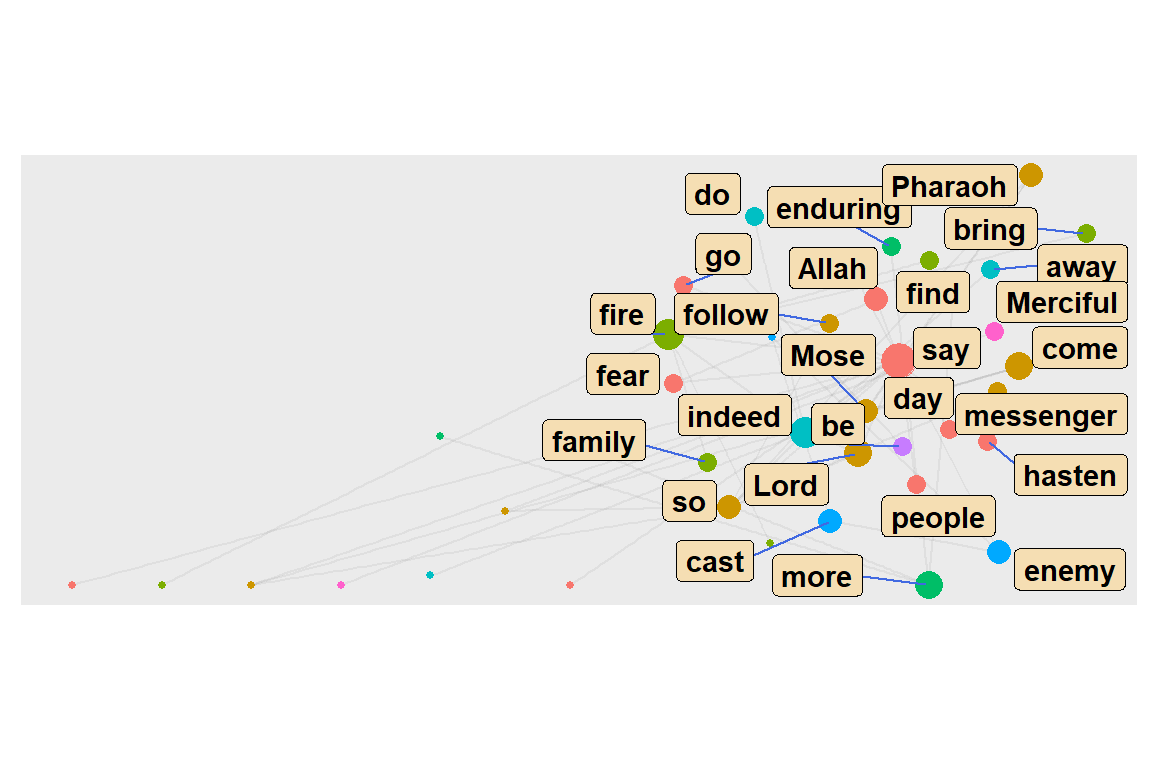 Pharaoh
do
enduring
bring
go
Allah
away
find
Merciful
fire
follow
say
come
Mose
fear
day
messenger
indeed
be
family
hasten
Lord
so
people
cast
more
enemy